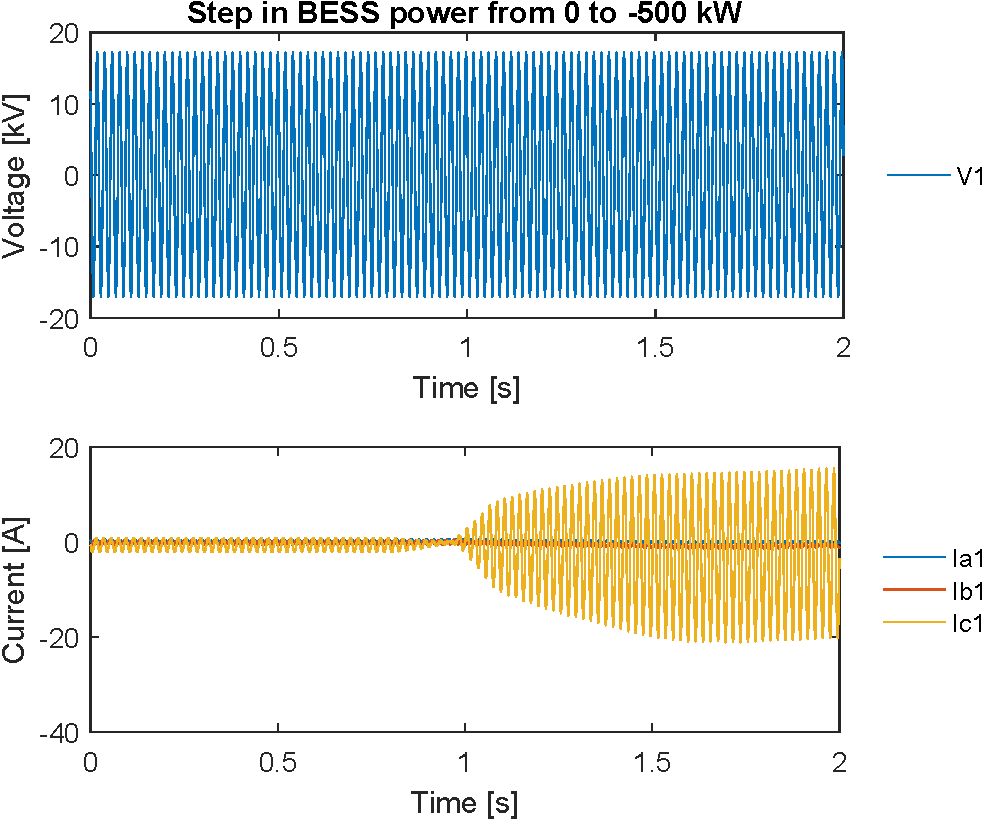 Step in BESS power from 0 to -500 kW
20
10
0
-10
-20
Voltage [kV]
0 0.5 1 1.5 2
Time [s]
V1
20
0
-20
-40
Current [A]
0 0.5 1 1.5 2
Time [s]
Ia1
Ib1
Ic1